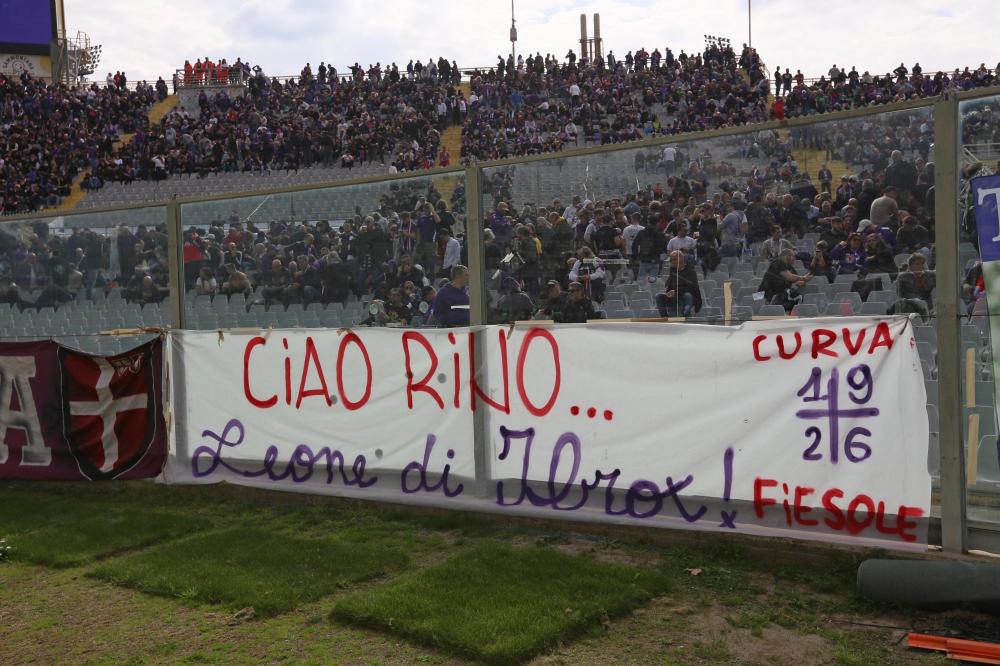 CiAO RiNO...
Leone di Ibrox!
CURVA
19
26
FiESOLE